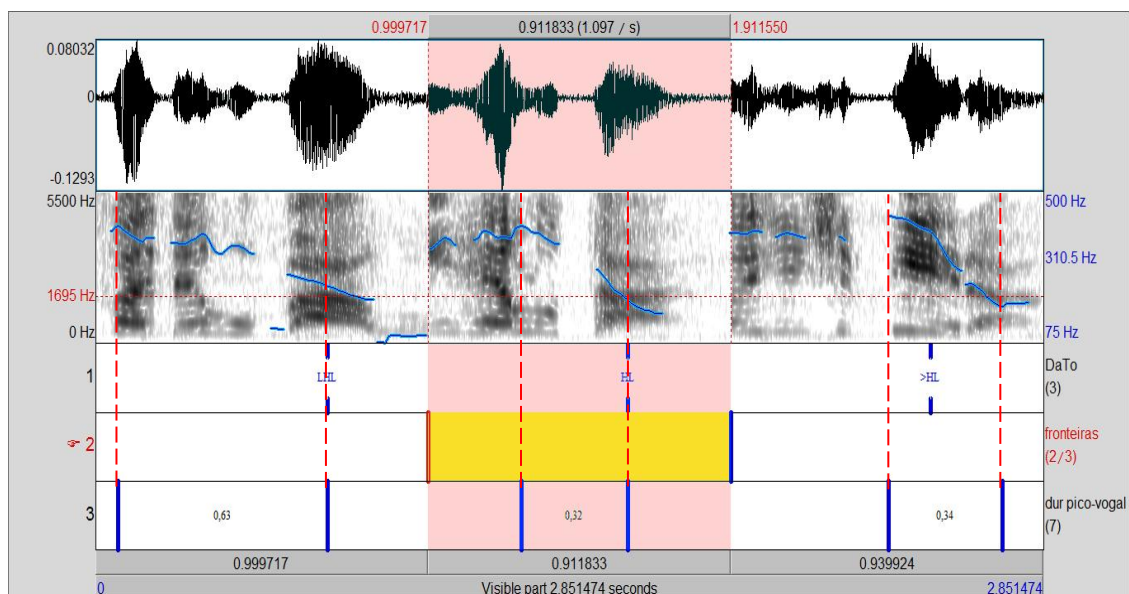 0.999717 0.911833 (1.097 / s) 1.911550
0.08032
0
-0.1293
5500 Hz 500 Hz
310.5 Hz
1695 Hz
0 Hz 75 Hz
1 LHL HL >HL DaTo
(3)
2 fronteiras
(2/3)
3 0,63 0,32 0,34 dur pico-vogal
(7)
0.999717 0.911833 0.939924
0 Visible part 2.851474 seconds 2.851474